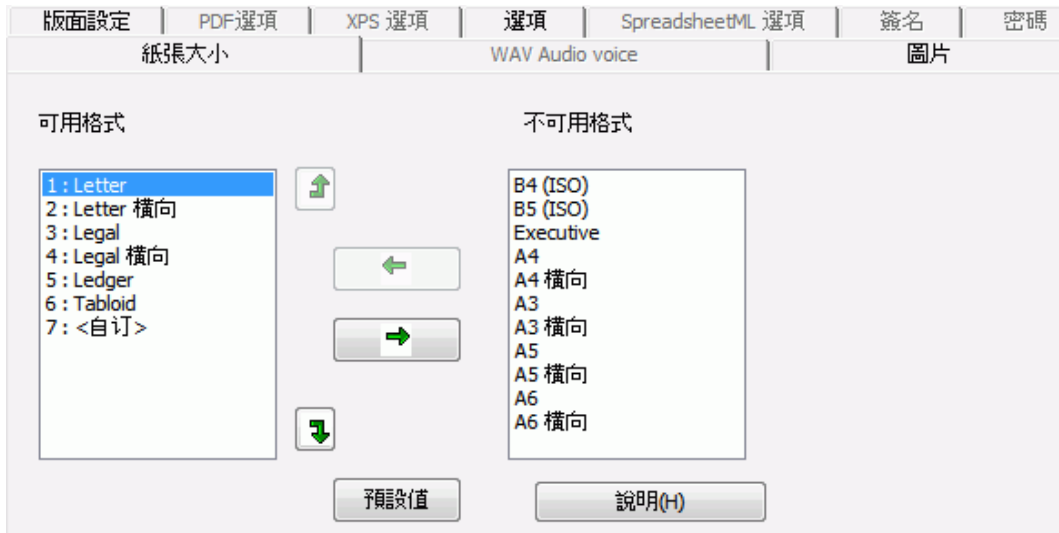 版面設定 PDF選項 XPS 選項 選項 SpreadsheetML 選項 簽名 密碼
紙張大小 WAV Audio voice 圖片
可用格式 不可用格式
1 : Letter
2 : Letter 橫向
3 : Legal
4 : Legal 橫向
5 : Ledger
6 : Tabloid
7 : <自订>
B4 (ISO)
B5 (ISO)
Executive
A4
A4 橫向
A3
A3 橫向
A5
A5 橫向
A6
A6 橫向
預設值 說明(H)